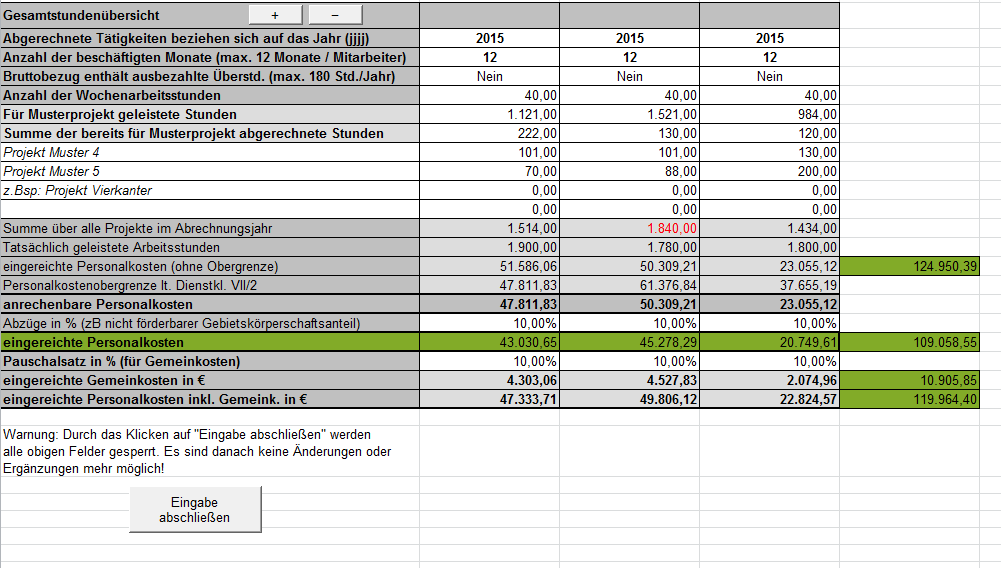 Gesamtstundenübersicht + –
Abgerechnete Tätigkeiten beziehen sich auf das Jahr (jjjj) 2015 2015 2015
Anzahl der beschäftigten Monate (max. 12 Monate / Mitarbeiter) 12 12 12
Bruttobezug enthält ausbezahlte Überstd. (max. 180 Std./Jahr) Nein Nein Nein
Anzahl der Wochenarbeitsstunden 40,00 40,00 40,00
Für Musterprojekt geleistete Stunden 1.121,00 1.521,00 984,00
Summe der bereits für Musterprojekt abgerechnete Stunden 222,00 130,00 120,00
Projekt Muster 4 101,00 101,00 130,00
Projekt Muster 5 70,00 88,00 200,00
z.Bsp: Projekt Vierkanter 0,00 0,00 0,00
0,00 0,00 0,00
Summe über alle Projekte im Abrechnungsjahr 1.514,00 1.840,00 1.434,00
Tatsächlich geleistete Arbeitsstunden 1.900,00 1.780,00 1.800,00
eingereichte Personalkosten (ohne Obergrenze) 51.586,06 50.309,21 23.055,12 124.950,39
Personalkostenobergrenze lt. Dienstkl. VII/2 47.811,83 61.376,84 37.655,19
anrechenbare Personalkosten 47.811,83 50.309,21 23.055,12
Abzüge in % (zB nicht förderbarer Gebietskörperschaftsanteil) 10,00% 10,00% 10,00%
eingereichte Personalkosten 43.030,65 45.278,29 20.749,61 109.058,55
Pauschalsatz in % (für Gemeinkosten) 10,00% 10,00% 10,00%
eingereichte Gemeinkosten in € 4.303,06 4.527,83 2.074,96 10.905,85
eingereichte Personalkosten inkl. Gemeink. in € 47.333,71 49.806,12 22.824,57 119.964,40
Warnung: Durch das Klicken auf "Eingabe abschließen" werden
alle obigen Felder gesperrt. Es sind danach keine Änderungen oder
Ergänzungen mehr möglich!
Eingabe
abschließen